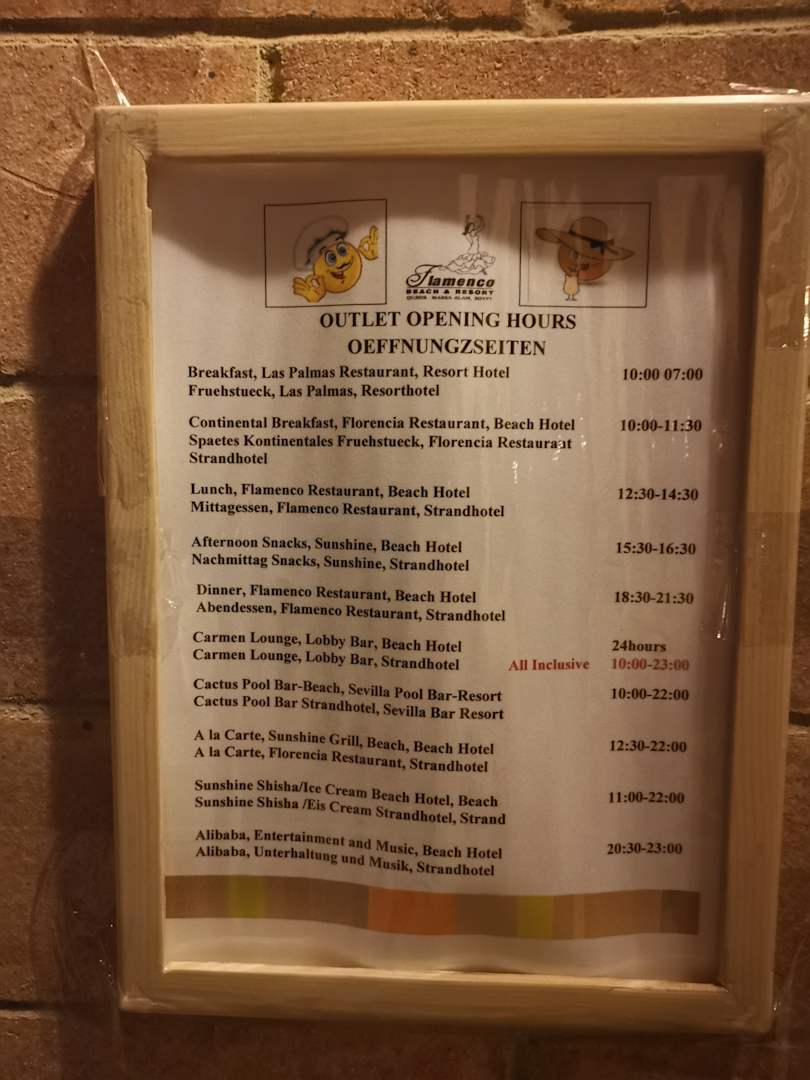 Flamenco
BEACH & RESORT
QUSEIR - MARSA ALAM, EGYPT
OUTLET OPENING HOURS
OEFFNUNGZSEITEN
Breakfast, Las Palmas Restaurant, Resort Hotel 10:00 07:00
Fruehstueck, Las Palmas, Resorthotel
Continental Breakfast, Florencia Restaurant, Beach Hotel 10:00-11:30
Spaetes Kontinentales Fruehstueck, Florencia Restaurant
Strandhotel
Lunch, Flamenco Restaurant, Beach Hotel 12:30-14:30
Mittagessen, Flamenco Restaurant, Strandhotel
Afternoon Snacks, Sunshine, Beach Hotel 15:30-16:30
Nachmittag Snacks, Sunshine, Strandhotel
Dinner, Flamenco Restaurant, Beach Hotel 18:30-21:30
Abendessen, Flamenco Restaurant, Strandhotel
Carmen Lounge, Lobby Bar, Beach Hotel 24hours
Carmen Lounge, Lobby Bar, Strandhotel All Inclusive 10:00-23:00
Cactus Pool Bar-Beach, Sevilla Pool Bar-Resort 10:00-22:00
Cactus Pool Bar Strandhotel, Sevilla Bar Resort
A la Carte, Sunshine Grill, Beach, Beach Hotel 12:30-22:00
A la Carte, Florencia Restaurant, Strandhotel
Sunshine Shisha/Ice Cream Beach Hotel, Beach 11:00-22:00
Sunshine Shisha /Eis Cream Strandhotel, Strand
Alibaba, Entertainment and Music, Beach Hotel 20:30-23:00
Alibaba, Unterhaltung und Musik, Strandhotel